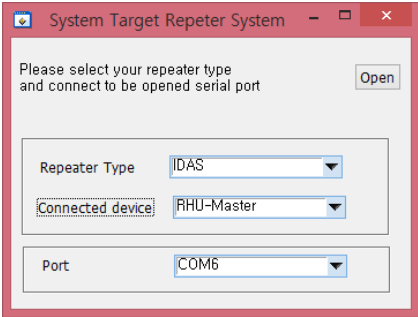 System Target Repeter System
Please select your repeater type
and connect to be opened serial port
Open
Repeater Type
IDAS
Connected device
RHU-Master
Port
COM6